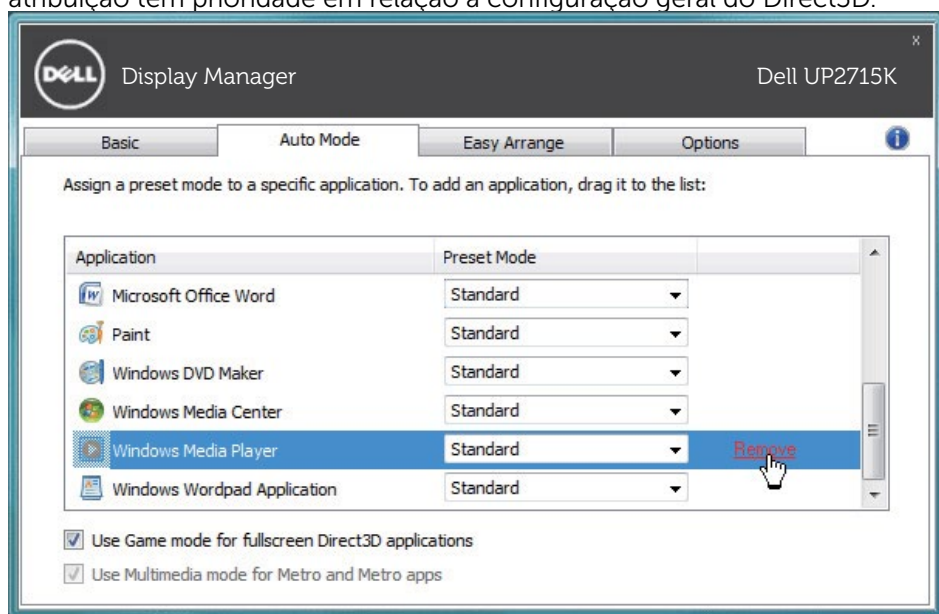 atribuição tem prioridade em relação à configuração geral do Direct3D.
DELL Display Manager Dell UP2715K X
Basic Auto Mode Easy Arrange Options i
Assign a preset mode to a specific application. To add an application, drag it to the list:
Application Preset Mode
Microsoft Office Word Standard
Paint Standard
Windows DVD Maker Standard
Windows Media Center Standard
Windows Media Player Standard Remove
Windows Wordpad Application Standard
Use Game mode for fullscreen Direct3D applications
Use Multimedia mode for Metro and Metro apps